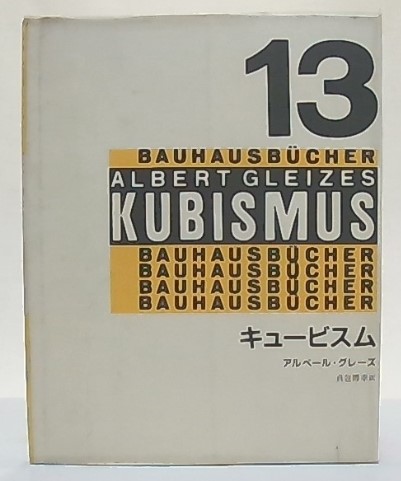 13
BAUHAUSBÜCHER
ALBERT GLEIZES
KUBISMUS
BAUHAUSBÜCHER
BAUHAUSBÜCHER
BAUHAUSBÜCHER
BAUHAUSBÜCHER
キュービスム
アルベール・グレーズ